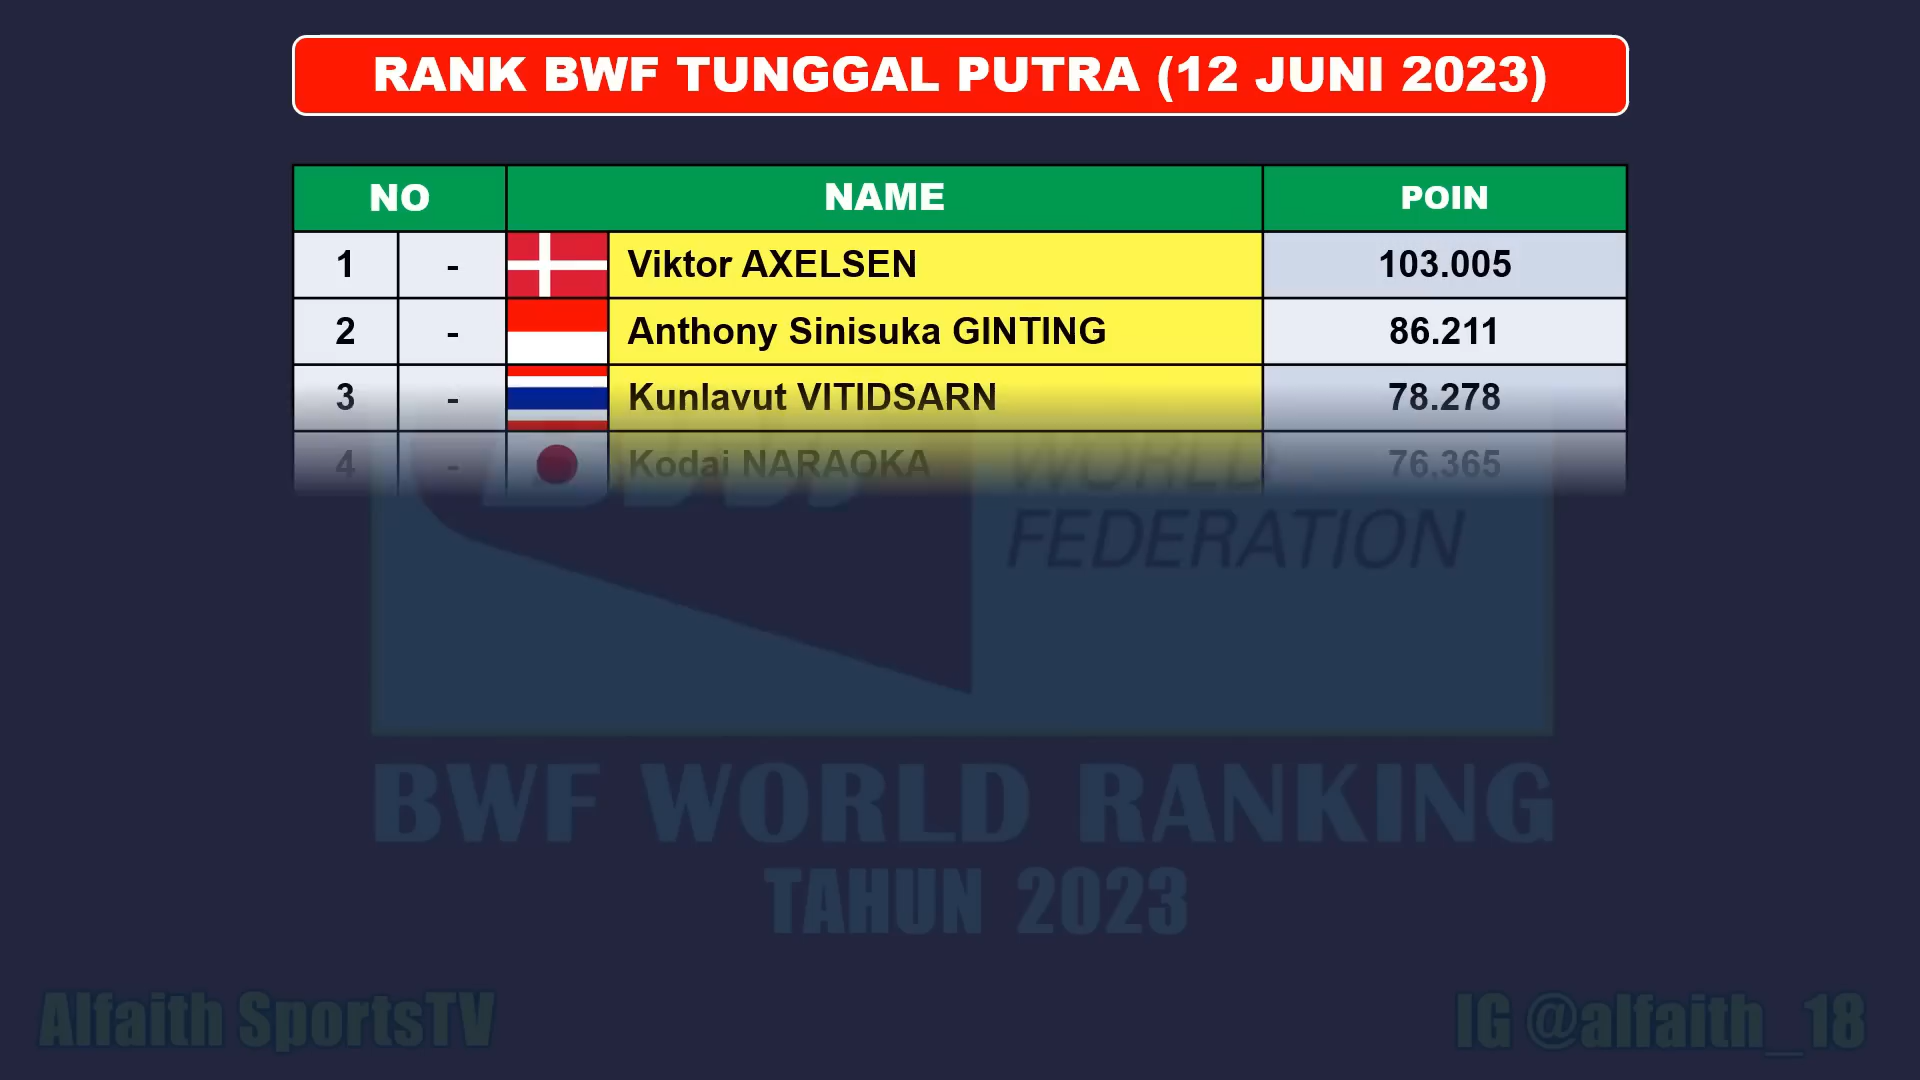 RANK BWF TUNGGAL PUTRA (12 JUNI 2023)
NO NAME POIN
1 - Viktor AXELSEN 103.005
2 - Anthony Sinisuka GINTING 86.211
3 - Kunlavut VITIDSARN 78.278
4 - Kodai NARAOKA 76.365
WORLD
FEDERATION
BWF WORLD RANKING
TAHUN 2023
Alfaith SportsTV
IG @alfaith_18